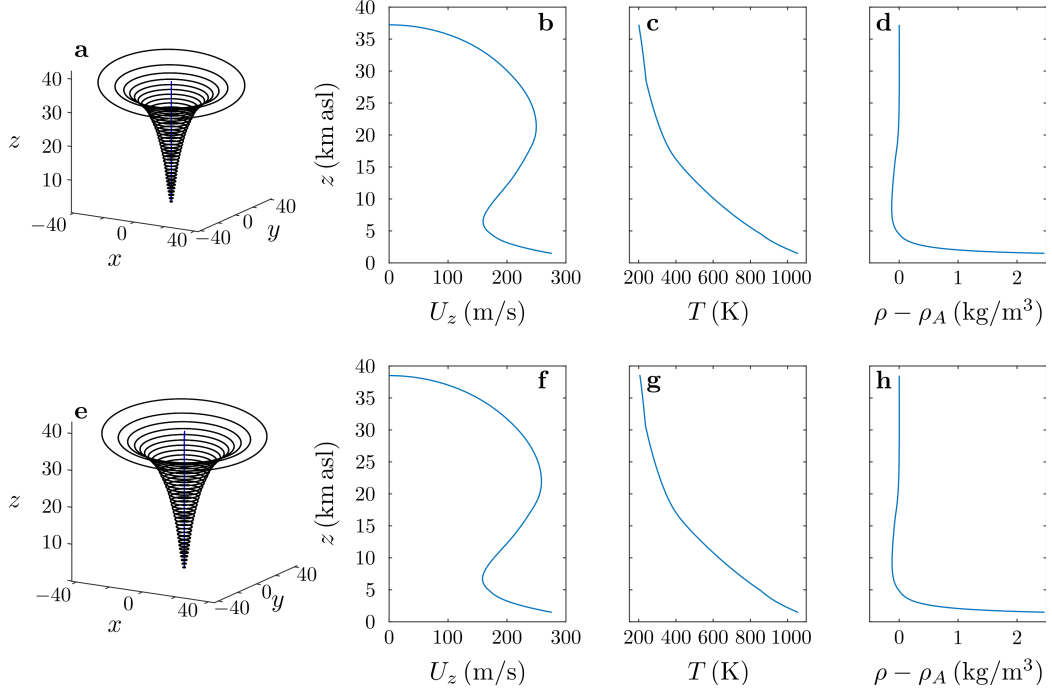 a
z
40
30
20
10
−40
0
40
x
−40
0
40
y
b
z (km asl)
40
35
30
25
20
15
10
5
0
0 100 200 300
U_z (m/s)
c
200 400 600 800 1000
T (K)
d
0 1 2
ρ − ρ_A (kg/m³)
e
z
40
30
20
10
−40
0
40
x
−40
0
40
y
f
z (km asl)
40
35
30
25
20
15
10
5
0
0 100 200 300
U_z (m/s)
g
200 400 600 800 1000
T (K)
h
0 1 2
ρ − ρ_A (kg/m³)